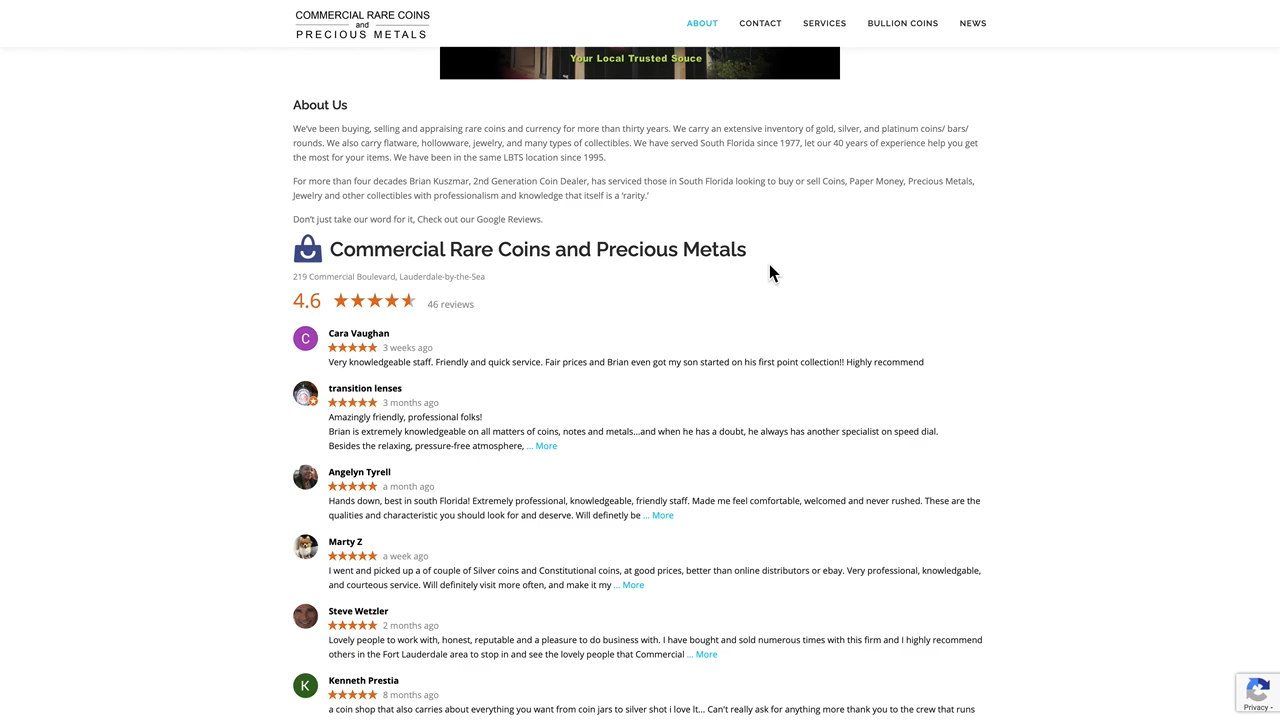 COMMERCIAL RARE COINS
and
PRECIOUS METALS
ABOUT CONTACT SERVICES BULLION COINS NEWS
Your Local Trusted Souce
About Us
We've been buying, selling and appraising rare coins and currency for more than thirty years. We carry an extensive inventory of gold, silver, and platinum coins/ bars/
rounds. We also carry flatware, hollowware, jewelry, and many types of collectibles. We have served South Florida since 1977, let our 40 years of experience help you get
the most for your items. We have been in the same LBTS location since 1995.
For more than four decades Brian Kuszmar, 2nd Generation Coin Dealer, has serviced those in South Florida looking to buy or sell Coins, Paper Money, Precious Metals,
Jewelry and other collectibles with professionalism and knowledge that itself is a 'rarity.'
Don't just take our word for it, Check out our Google Reviews.
Commercial Rare Coins and Precious Metals
219 Commercial Boulevard, Lauderdale-by-the-Sea
4.6 46 reviews
C
Cara Vaughan
3 weeks ago
Very knowledgeable staff. Friendly and quick service. Fair prices and Brian even got my son started on his first point collection!! Highly recommend
transition lenses
3 months ago
Amazingly friendly, professional folks!
Brian is extremely knowledgeable on all matters of coins, notes and metals...and when he has a doubt, he always has another specialist on speed dial.
Besides the relaxing, pressure-free atmosphere, ... More
Angelyn Tyrell
a month ago
Hands down, best in south Florida! Extremely professional, knowledgeable, friendly staff. Made me feel comfortable, welcomed and never rushed. These are the
qualities and characteristic you should look for and deserve. Will definetly be ... More
Marty Z
a week ago
I went and picked up a of couple of Silver coins and Constitutional coins, at good prices, better than online distributors or ebay. Very professional, knowledgable,
and courteous service. Will definitely visit more often, and make it my ... More
Steve Wetzler
2 months ago
Lovely people to work with, honest, reputable and a pleasure to do business with. I have bought and sold numerous times with this firm and I highly recommend
others in the Fort Lauderdale area to stop in and see the lovely people that Commercial ... More
K
Kenneth Prestia
8 months ago
a coin shop that also carries about everything you want from coin jars to silver shot i love It... Can't really ask for anything more thank you to the crew that runs
Privacy -